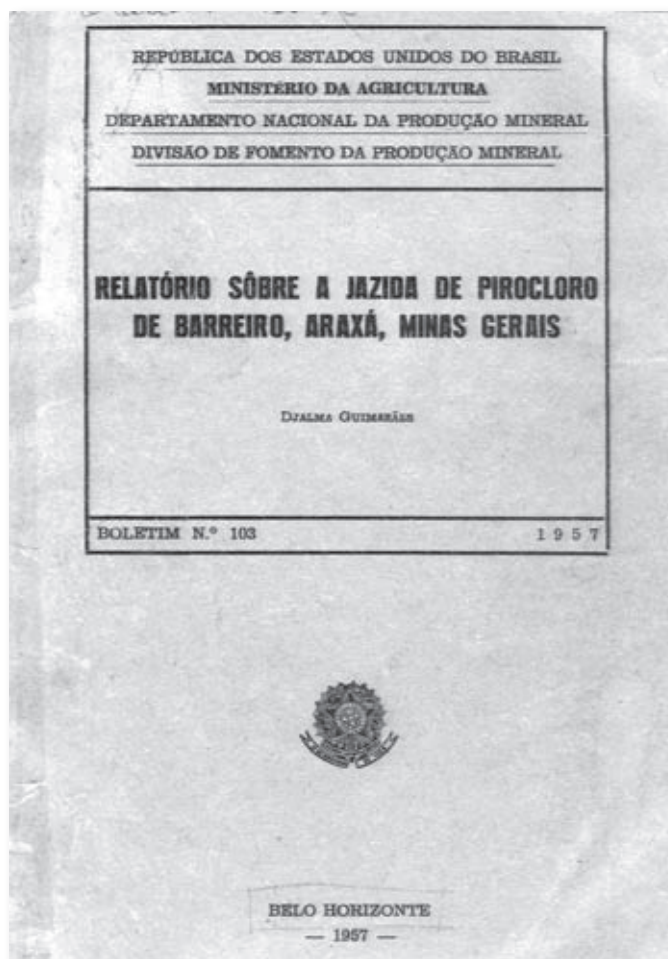 REPÚBLICA DOS ESTADOS UNIDOS DO BRASIL
MINISTÉRIO DA AGRICULTURA
DEPARTAMENTO NACIONAL DA PRODUÇÃO MINERAL
DIVISÃO DE FOMENTO DA PRODUÇÃO MINERAL
RELATÓRIO SÔBRE A JAZIDA DE PIROCLORO
DE BARREIRO, ARAXÁ, MINAS GERAIS
DJALMA GUIMARÃES
BOLETIM N.º 103 1957
BELO HORIZONTE
— 1957 —